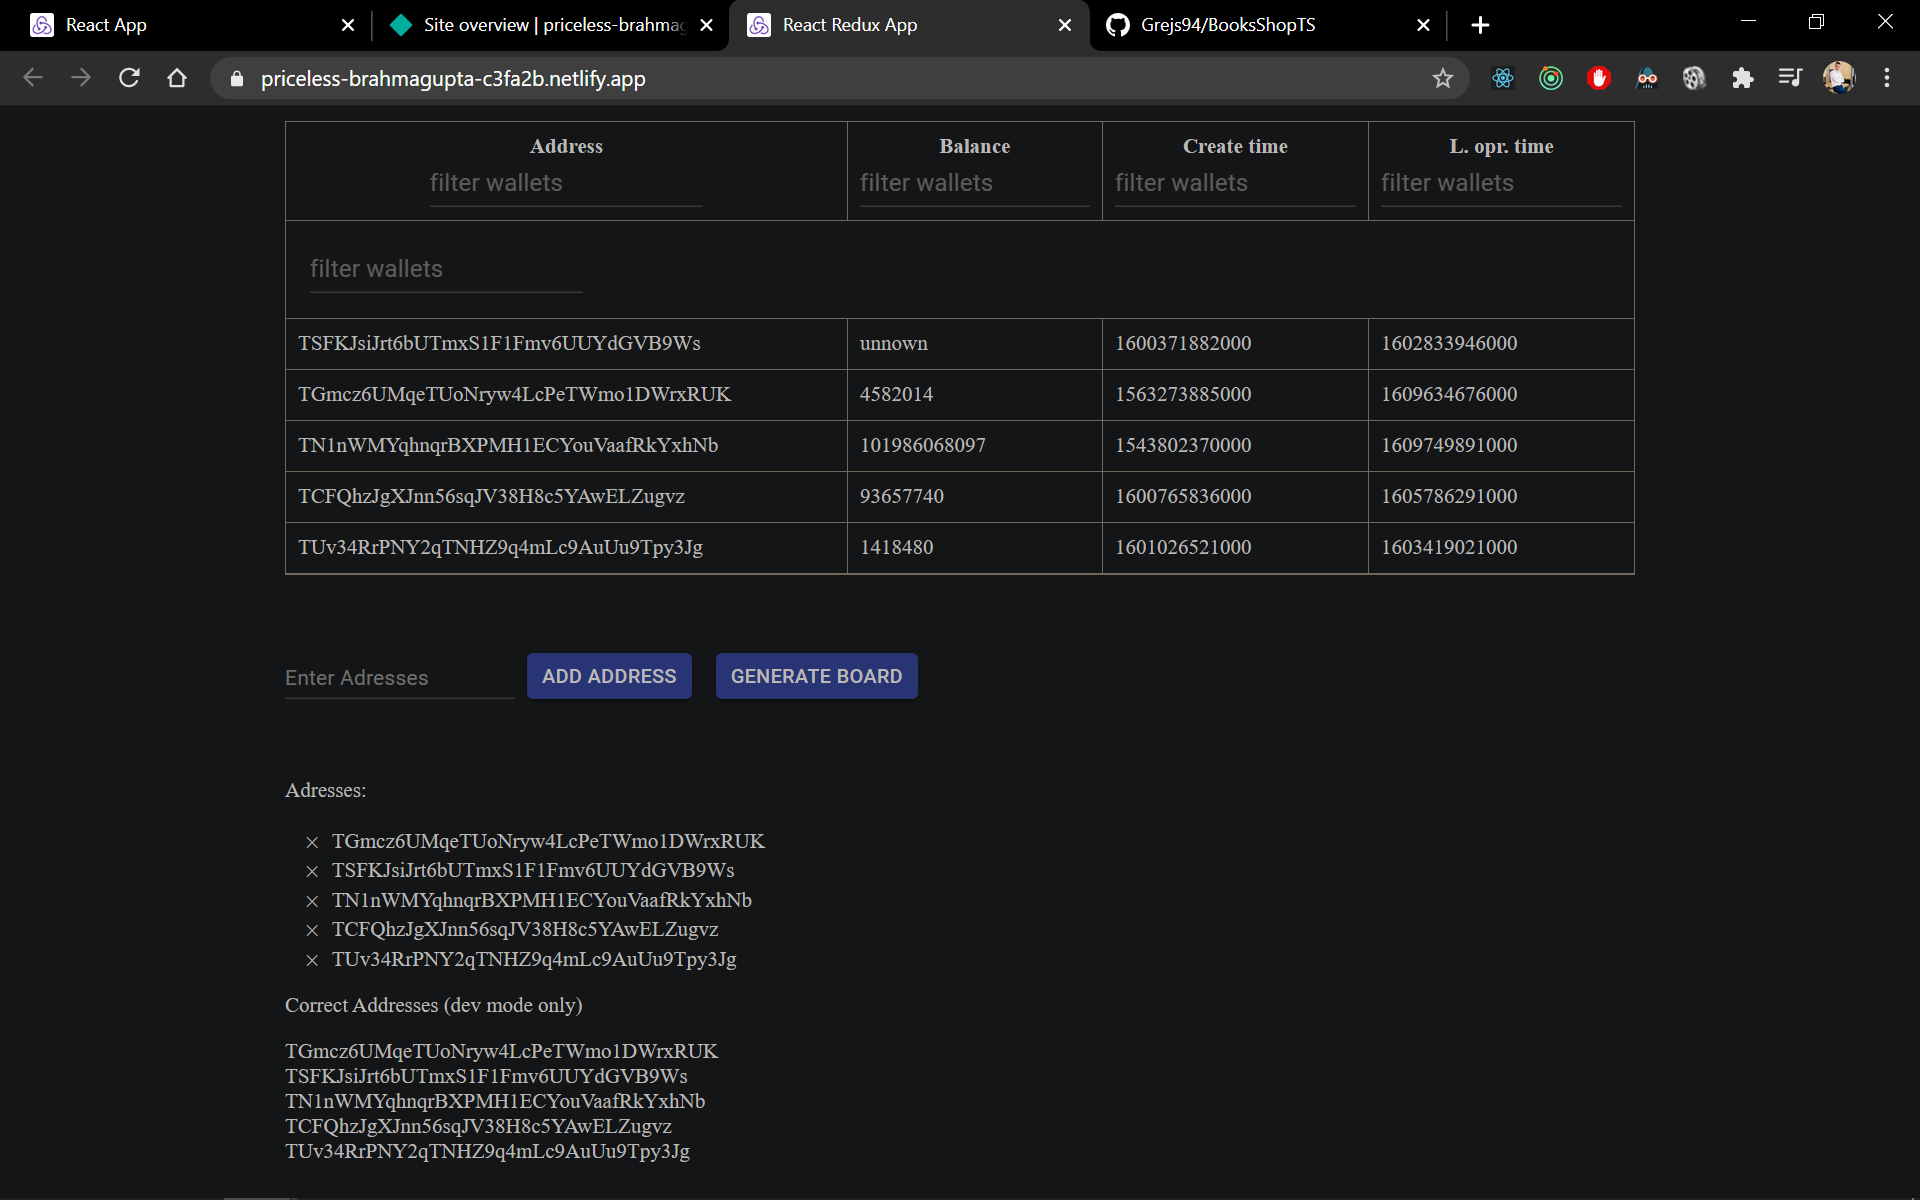 React App
Site overview | priceless-brahmag
React Redux App
Grejs94/BooksShopTS
priceless-brahmagupta-c3fa2b.netlify.app
Address Balance Create time L. opr. time
filter wallets filter wallets filter wallets filter wallets
filter wallets
TSFKJsiJrt6bUTmxS1F1Fmv6UUYdGVB9Ws unnown 1600371882000 1602833946000
TGmcz6UMqeTUoNryw4LcPeTWmo1DWrxRUK 4582014 1563273885000 1609634676000
TN1nWMYqhnqrBXPMH1ECYouVaafRkYxhNb 101986068097 1543802370000 1609749891000
TCFQhzJgXJnn56sqJV38H8c5YAwELZugvz 93657740 1600765836000 1605786291000
TUv34RrPNY2qTNHZ9q4mLc9AuUu9Tpy3Jg 1418480 1601026521000 1603419021000
Enter Adresses ADD ADDRESS GENERATE BOARD
Adresses:
TGmcz6UMqeTUoNryw4LcPeTWmo1DWrxRUK
TSFKJsiJrt6bUTmxS1F1Fmv6UUYdGVB9Ws
TN1nWMYqhnqrBXPMH1ECYouVaafRkYxhNb
TCFQhzJgXJnn56sqJV38H8c5YAwELZugvz
TUv34RrPNY2qTNHZ9q4mLc9AuUu9Tpy3Jg
Correct Addresses (dev mode only)
TGmcz6UMqeTUoNryw4LcPeTWmo1DWrxRUK
TSFKJsiJrt6bUTmxS1F1Fmv6UUYdGVB9Ws
TN1nWMYqhnqrBXPMH1ECYouVaafRkYxhNb
TCFQhzJgXJnn56sqJV38H8c5YAwELZugvz
TUv34RrPNY2qTNHZ9q4mLc9AuUu9Tpy3Jg